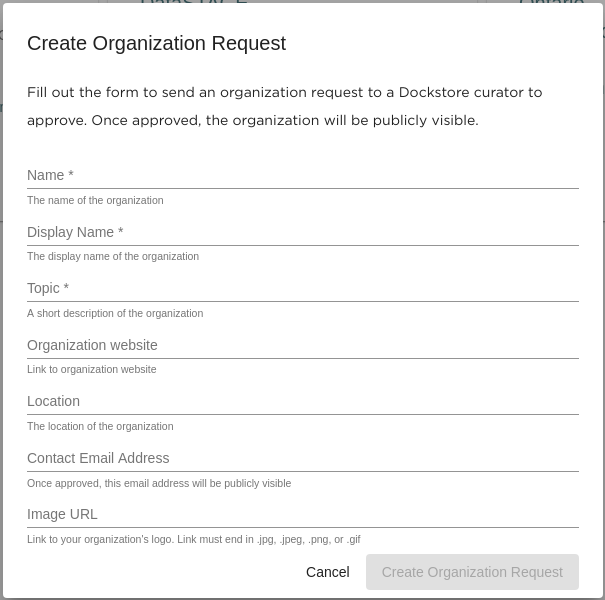 Create Organization Request
Fill out the form to send an organization request to a Dockstore curator to
approve. Once approved, the organization will be publicly visible.
Name *
The name of the organization
Display Name *
The display name of the organization
Topic *
A short description of the organization
Organization website
Link to organization website
Location
The location of the organization
Contact Email Address
Once approved, this email address will be publicly visible
Image URL
Link to your organization's logo. Link must end in .jpg, .jpeg, .png, or .gif
Cancel
Create Organization Request